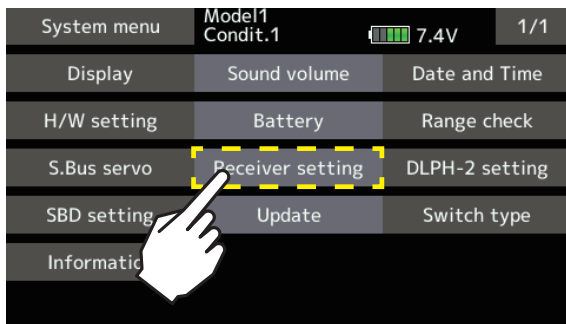 System menu
Model1
Condit.1
7.4V
1/1
Display
Sound volume
Date and Time
H/W setting
Battery
Range check
S.Bus servo
Receiver setting
DLPH-2 setting
SBD setting
Update
Switch type
Informatic